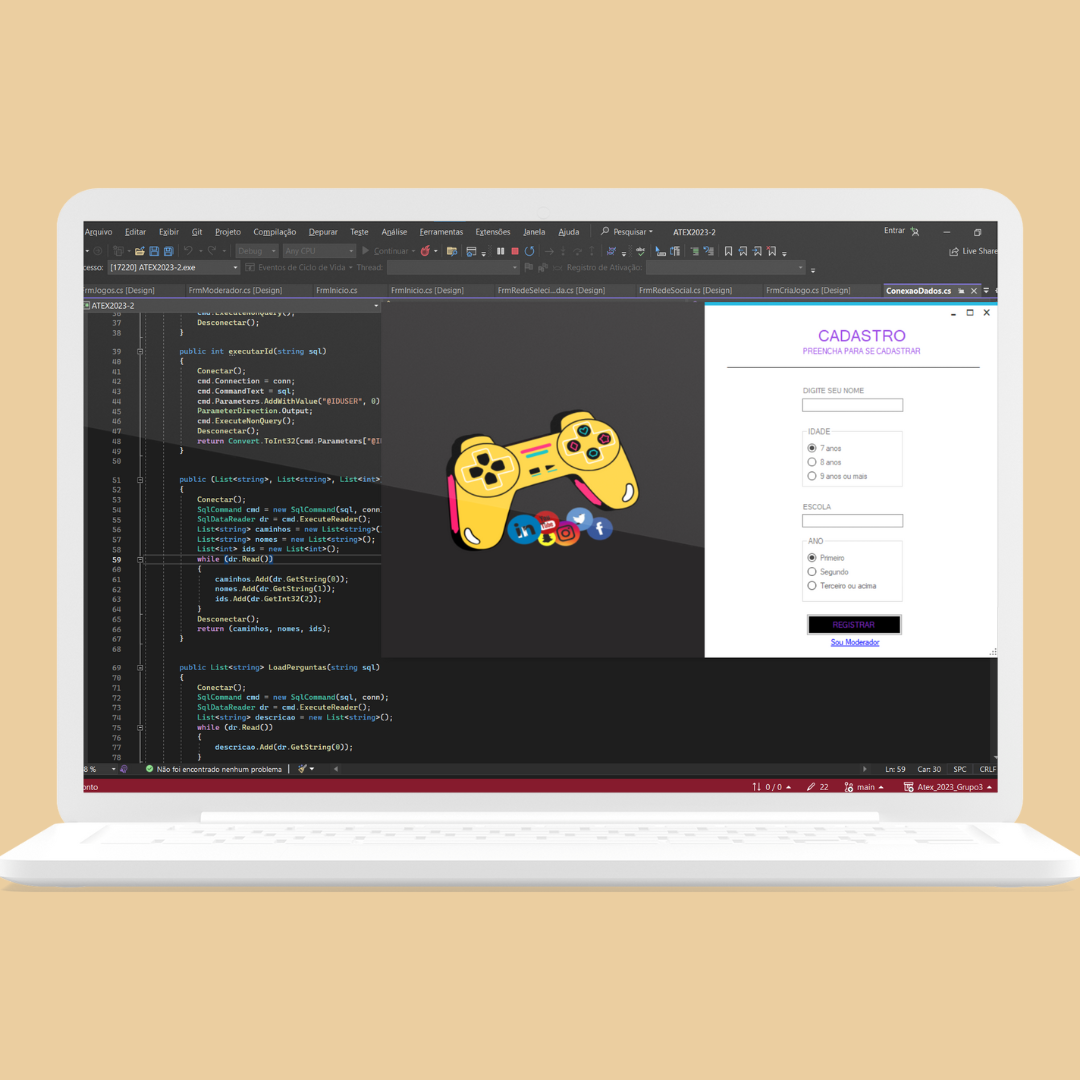 Arquivo Editar Exibir Git Projeto Compilação Depurar Teste Análise Ferramentas Extensões Janela Ajuda Pesquisar ATEX2023-2 Entrar
Debug Any CPU Continuar Live Share
cesso: [17220] ATEX2023-2.exe Eventos de Ciclo de Vida Thread: Registro de Ativação:
rmJogos.cs [Design] FrmModerador.cs [Design] FrmInicio.cs FrmInicio.cs [Design] FrmRedeSeleci...da.cs [Design] FrmRedeSocial.cs [Design] FrmCriaJogo.cs [Design] ConexaoDados.cs
ATEX2023-2
36 cmd.ExecuteNonQuery();
37 Desconectar();
38 }
39 public int executarId(string sql)
40 {
41 Conectar();
42 cmd.Connection = conn;
43 cmd.CommandText = sql;
44 cmd.Parameters.AddWithValue("@IDUSER", 0)
45 ParameterDirection.Output;
46 cmd.ExecuteNonQuery();
47 Desconectar();
48 return Convert.ToInt32(cmd.Parameters["@I
49 }
50
51 public (List<string>, List<string>, List<int>
52 {
53 Conectar();
54 SqlCommand cmd = new SqlCommand(sql, conn
55 SqlDataReader dr = cmd.ExecuteReader();
56 List<string> caminhos = new List<string>(
57 List<string> nomes = new List<string>();
58 List<int> ids = new List<int>();
59 while (dr.Read())
60 {
61 caminhos.Add(dr.GetString(0));
62 nomes.Add(dr.GetString(1));
63 ids.Add(dr.GetInt32(2));
64 }
65 Desconectar();
66 return (caminhos, nomes, ids);
67 }
68
69 public List<string> LoadPerguntas(string sql)
70 {
71 Conectar();
72 SqlCommand cmd = new SqlCommand(sql, conn);
73 SqlDataReader dr = cmd.ExecuteReader();
74 List<string> descricao = new List<string>();
75 while (dr.Read())
76 {
77 descricao.Add(dr.GetString(0));
78 }
in
You
Tube
f
CADASTRO
PREENCHA PARA SE CADASTRAR
DIGITE SEU NOME
IDADE
7 anos
8 anos
9 anos ou mais
ESCOLA
ANO
Primeiro
Segundo
Terceiro ou acima
REGISTRAR
Sou Moderador
8 % Não foi encontrado nenhum problema Ln: 59 Car: 30 SPC CRLF
onto 0 / 0 22 main Atex_2023_Grupo3